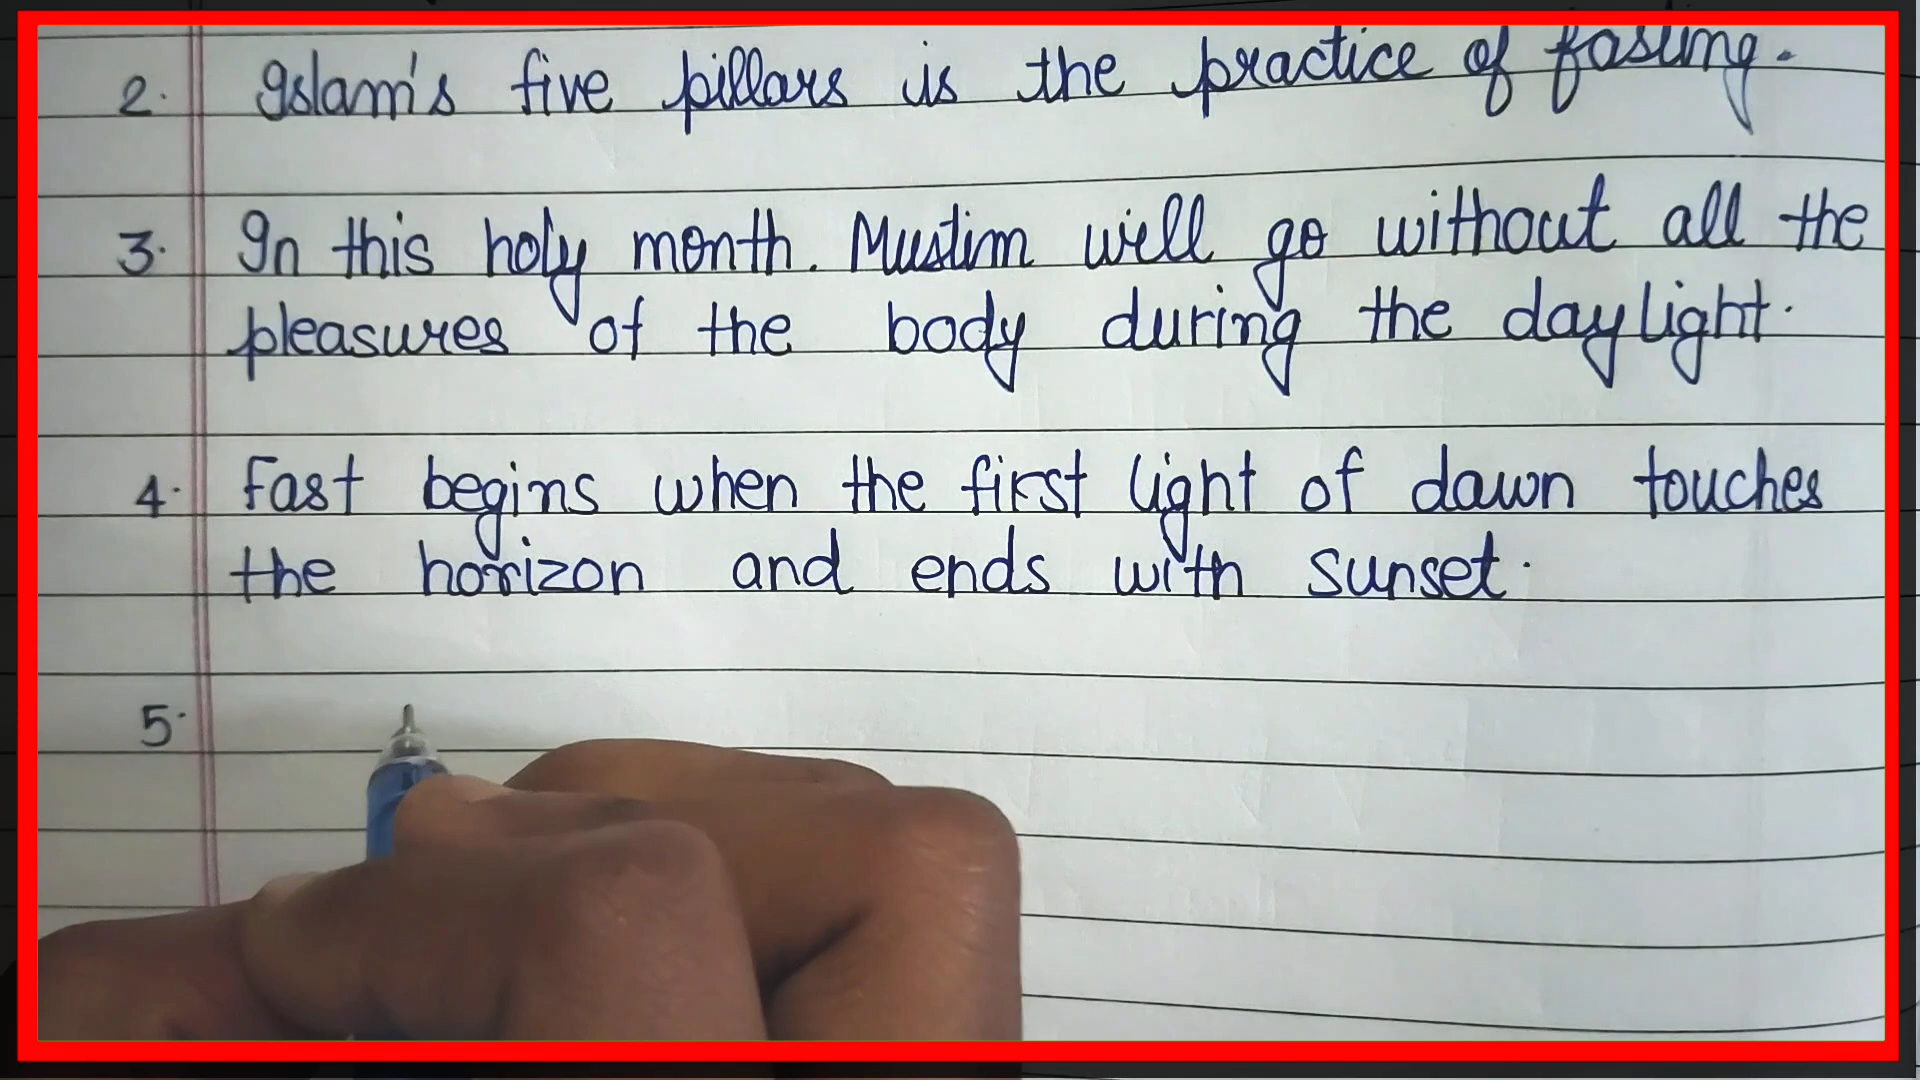 2. Islam's five pillars is the practice of fasting.
3. In this holy month. Muslim will go without all the
pleasures of the body during the daylight.
4. Fast begins when the first light of dawn touches
the horizon and ends with sunset.
5.